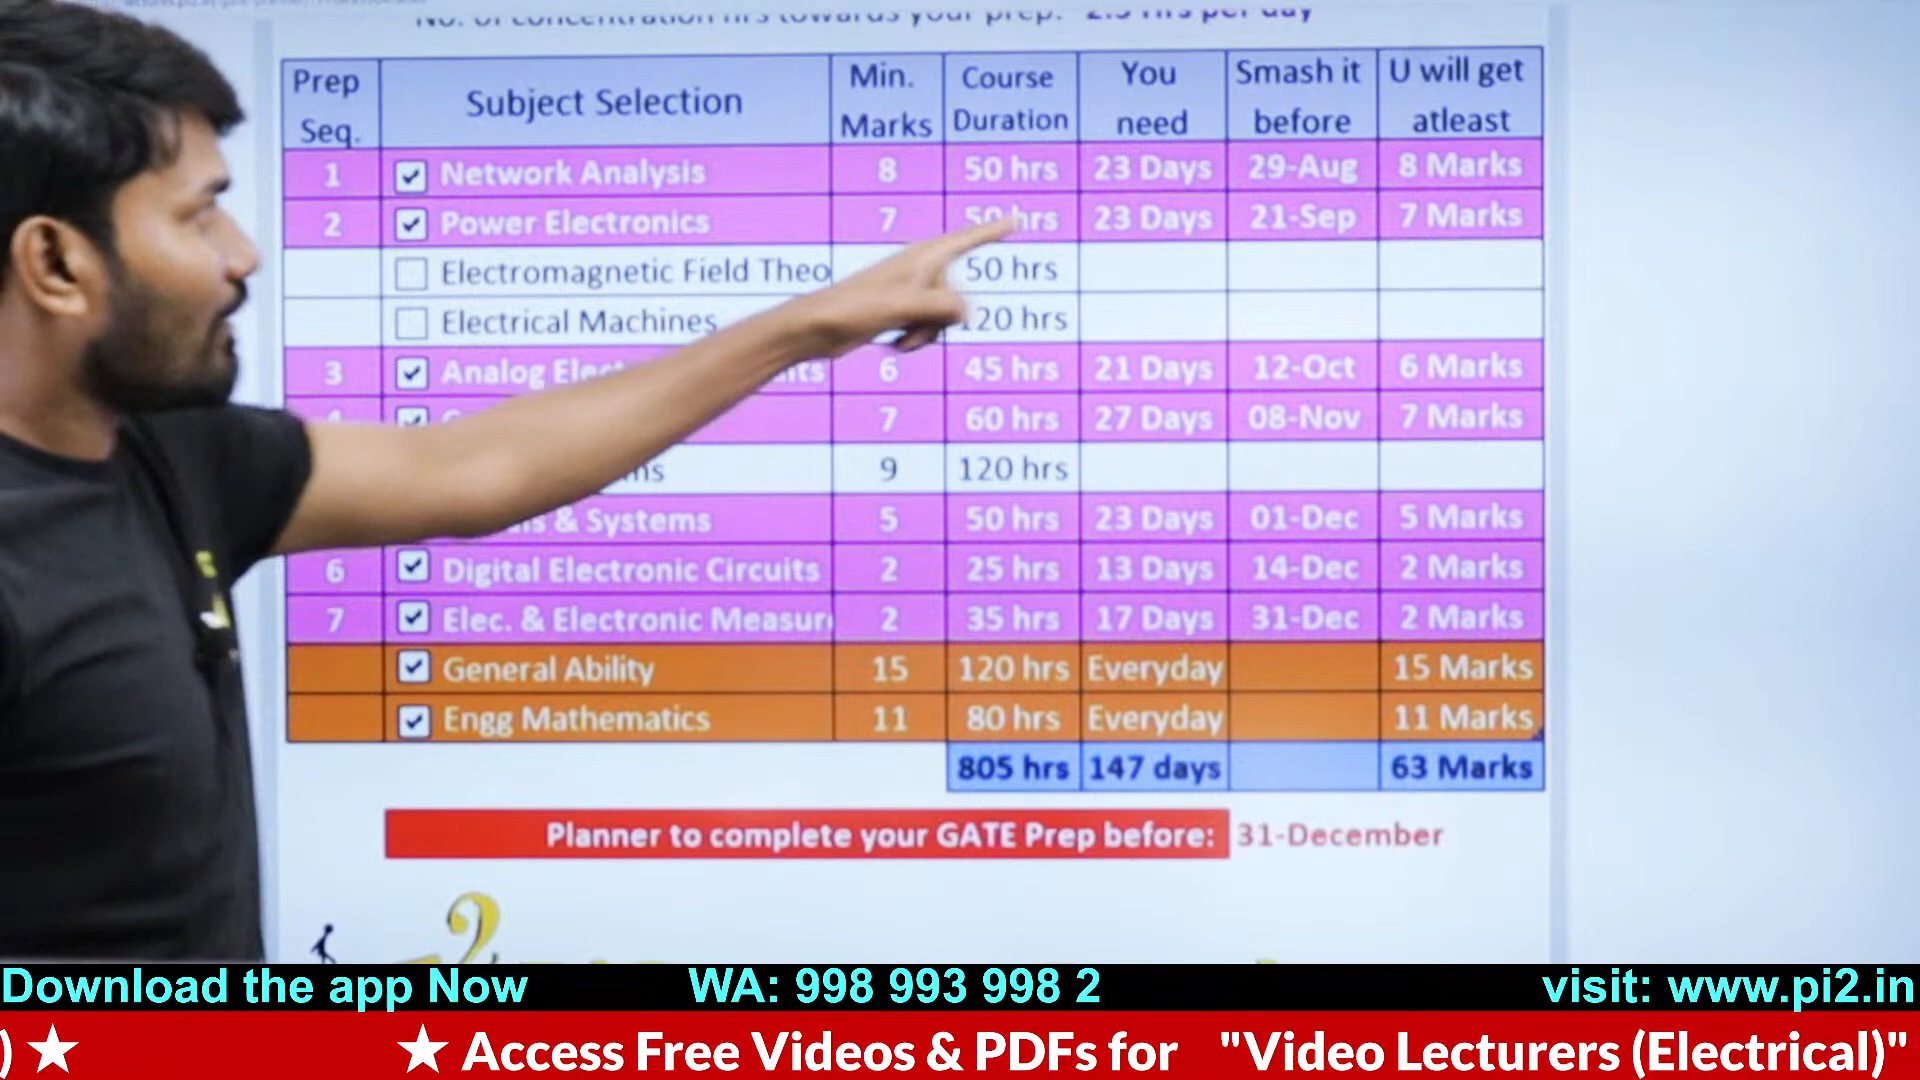 No. of concentration hrs towards your prep: 2.5 Hrs per day
Prep Seq. Subject Selection Min. Marks Course Duration You need Smash it before U will get atleast
1 Network Analysis 8 50 hrs 23 Days 29-Aug 8 Marks
2 Power Electronics 7 50 hrs 23 Days 21-Sep 7 Marks
Electromagnetic Field Theo 50 hrs
Electrical Machines 120 hrs
3 Analog 6 45 hrs 21 Days 12-Oct 6 Marks
7 60 hrs 27 Days 08-Nov 7 Marks
9 120 hrs
& Systems 5 50 hrs 23 Days 01-Dec 5 Marks
6 Digital Electronic Circuits 2 25 hrs 13 Days 14-Dec 2 Marks
7 Elec. & Electronic Measur 2 35 hrs 17 Days 31-Dec 2 Marks
General Ability 15 120 hrs Everyday 15 Marks
Engg Mathematics 11 80 hrs Everyday 11 Marks
805 hrs 147 days 63 Marks
Planner to complete your GATE Prep before: 31-December
Download the app Now WA: 998 993 998 2 visit: www.pi2.in
) ★ ★ Access Free Videos & PDFs for "Video Lecturers (Electrical)"